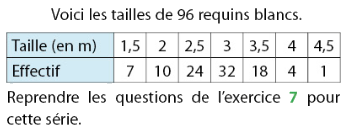 Voici les tailles de 96 requins blancs.
Taille (en m) 1,5 2 2,5 3 3,5 4 4,5
Effectif 7 10 24 32 18 4 1
Reprendre les questions de l'exercice 7 pour
cette série.